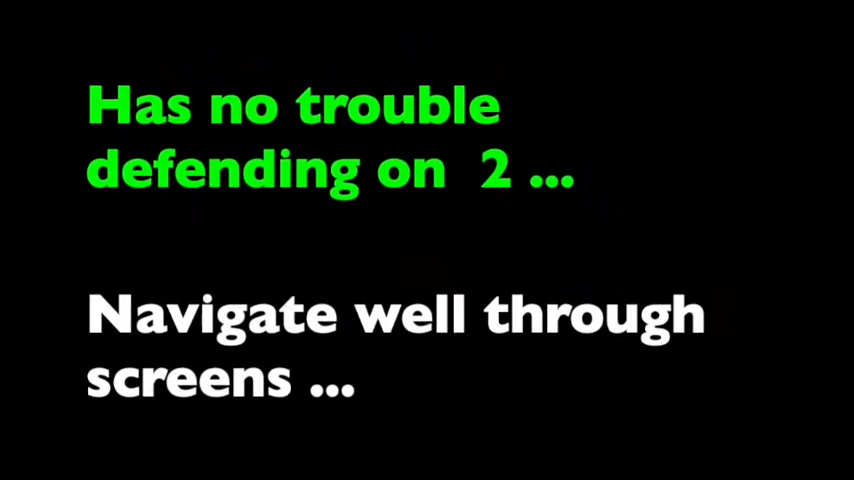 Has no trouble
defending on  2 ...
Navigate well through
screens ...